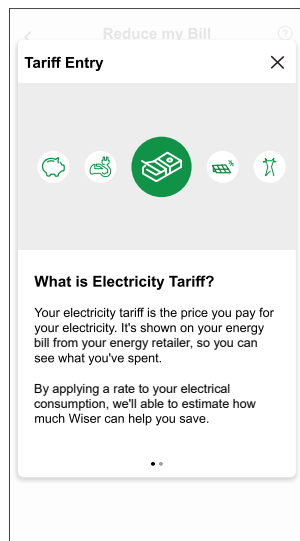 Reduce my Bill
Tariff Entry
What is Electricity Tariff?
Your electricity tariff is the price you pay for
your electricity. It's shown on your energy
bill from your energy retailer, so you can
see what you've spent.
By applying a rate to your electrical
consumption, we'll able to estimate how
much Wiser can help you save.